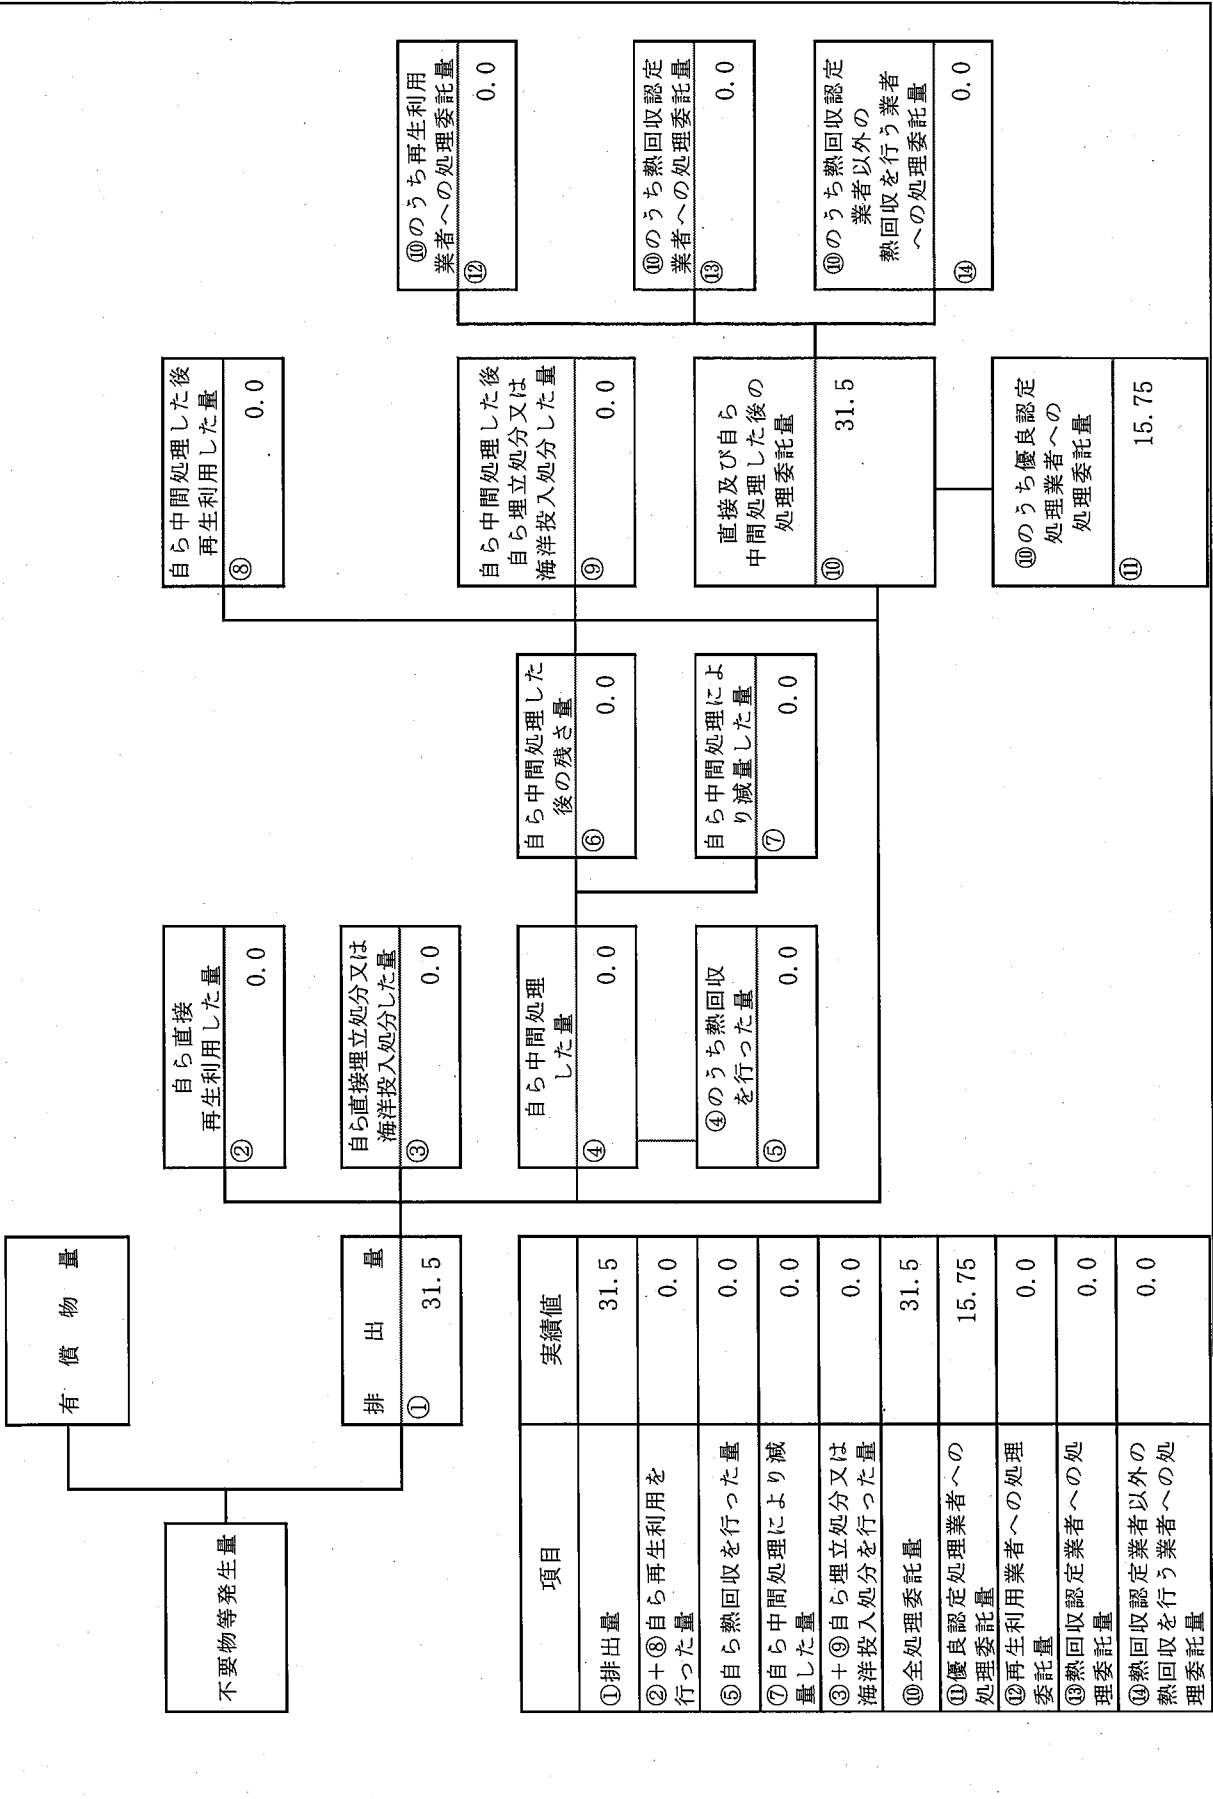 不要物等発生量
有償物量
排出量
① 31.5
自ら直接
再生利用した量
② 0.0
自ら直接埋立処分又は
海洋投入処分した量
③ 0.0
自ら中間処理
した量
④ 0.0
④のうち熱回収
を行った量
⑤ 0.0
自ら中間処理した
後の残さ量
⑥ 0.0
自ら中間処理によ
り減量した量
⑦ 0.0
自ら中間処理した後
再生利用した量
⑧ 0.0
自ら中間処理した後
自ら埋立処分又は
海洋投入処分した量
⑨ 0.0
直接及び自ら
中間処理した後の
処理委託量
⑩ 31.5
⑩のうち優良認定
処理業者への
処理委託量
⑪ 15.75
⑩のうち再生利用
業者への処理委託量
⑫ 0.0
⑩のうち熱回収認定
業者への処理委託量
⑬ 0.0
⑩のうち熱回収認定
業者以外の
熱回収を行う業者
への処理委託量
⑭ 0.0
項目 実績値
①排出量 31.5
②+⑧自ら再生利用を
行った量 0.0
⑤自ら熱回収を行った量 0.0
⑦自ら中間処理により減
量した量 0.0
③+⑨自ら埋立処分又は
海洋投入処分を行った量 0.0
⑩全処理委託量 31.5
⑪優良認定処理業者への
処理委託量 15.75
⑫再生利用業者への処理
委託量 0.0
⑬熱回収認定業者への処
理委託量 0.0
⑭熱回収認定業者以外の
熱回収を行う業者への処
理委託量 0.0